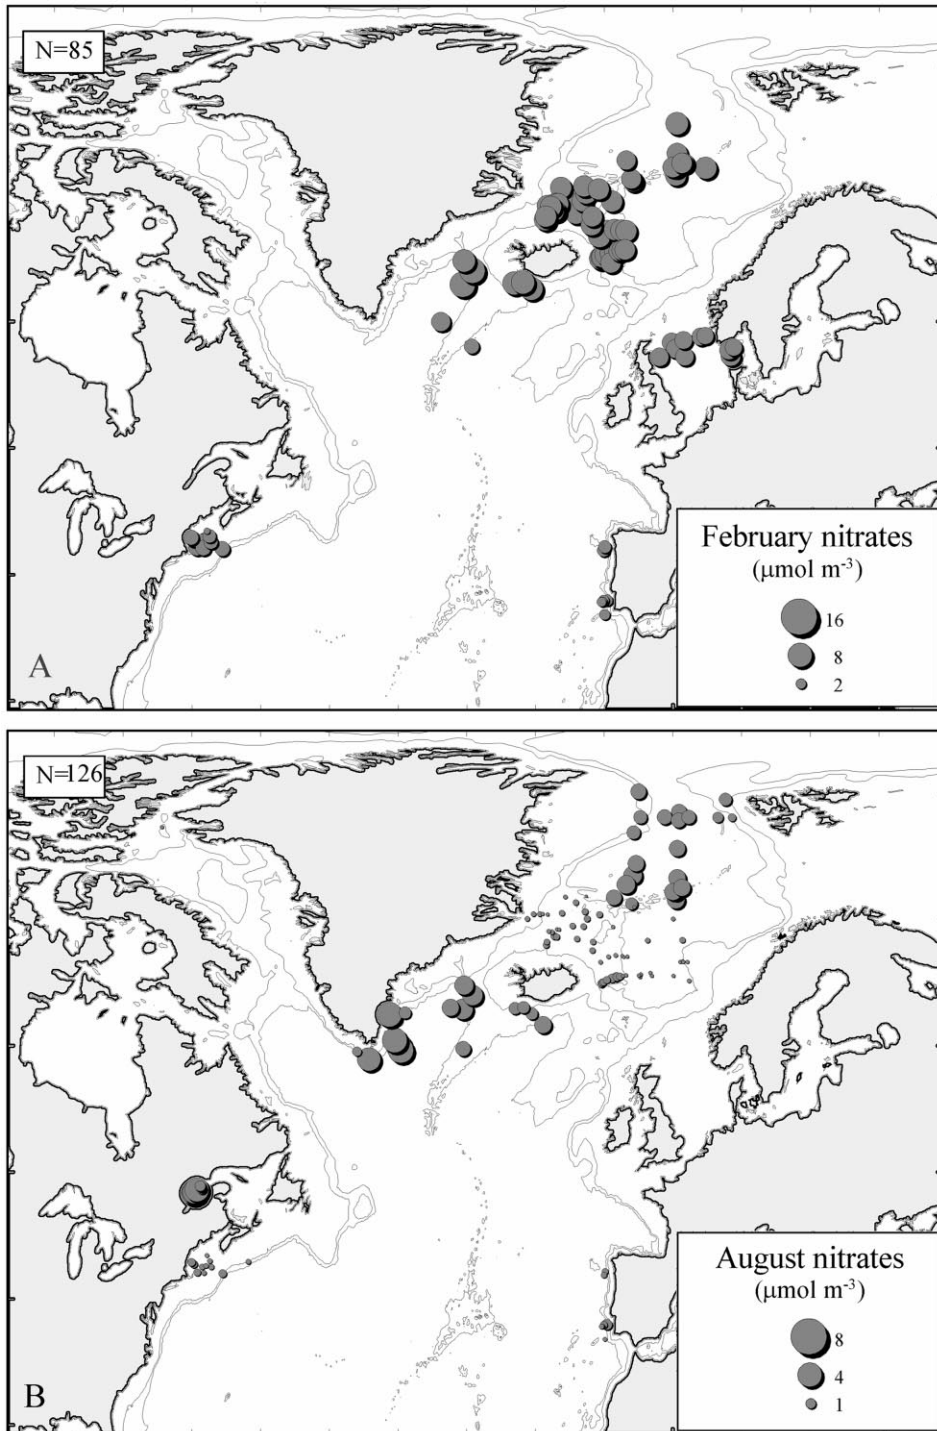 N=85
February nitrates
(μmol m⁻³)
16
8
2
A
N=126
August nitrates
(μmol m⁻³)
8
4
1
B